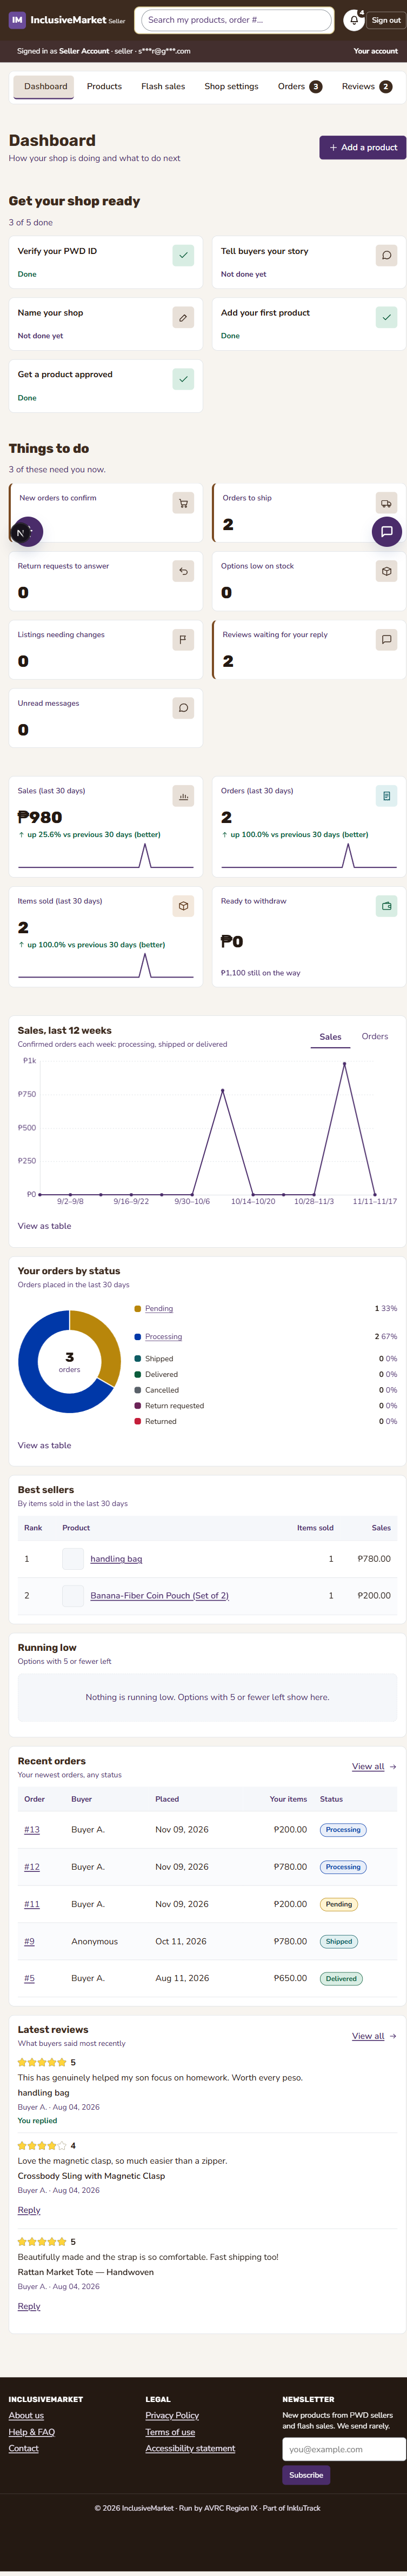 IM InclusiveMarket Seller
Search my products, order #...
4
Sign out
Signed in as Seller Account · seller · s***r@g***.com
Your account
Dashboard
Products
Flash sales
Shop settings
Orders 3
Reviews 2
Dashboard
How your shop is doing and what to do next
+ Add a product
Get your shop ready
3 of 5 done
Verify your PWD ID
Done
Tell buyers your story
Not done yet
Name your shop
Not done yet
Add your first product
Done
Get a product approved
Done
Things to do
3 of these need you now.
New orders to confirm
N
Orders to ship
2
Return requests to answer
0
Options low on stock
0
Listings needing changes
0
Reviews waiting for your reply
2
Unread messages
0
Sales (last 30 days)
₱980
↑ up 25.6% vs previous 30 days (better)
Orders (last 30 days)
2
↑ up 100.0% vs previous 30 days (better)
Items sold (last 30 days)
2
↑ up 100.0% vs previous 30 days (better)
Ready to withdraw
₱0
₱1,100 still on the way
Sales, last 12 weeks
Confirmed orders each week: processing, shipped or delivered
Sales
Orders
₱1k
₱750
₱500
₱250
₱0
9/2–9/8
9/16–9/22
9/30–10/6
10/14–10/20
10/28–11/3
11/11–11/17
View as table
Your orders by status
Orders placed in the last 30 days
3
orders
Pending 1 33%
Processing 2 67%
Shipped 0 0%
Delivered 0 0%
Cancelled 0 0%
Return requested 0 0%
Returned 0 0%
View as table
Best sellers
By items sold in the last 30 days
Rank Product Items sold Sales
1 handling bag 1 ₱780.00
2 Banana-Fiber Coin Pouch (Set of 2) 1 ₱200.00
Running low
Options with 5 or fewer left
Nothing is running low. Options with 5 or fewer left show here.
Recent orders
Your newest orders, any status
View all →
Order Buyer Placed Your items Status
#13 Buyer A. Nov 09, 2026 ₱200.00 Processing
#12 Buyer A. Nov 09, 2026 ₱780.00 Processing
#11 Buyer A. Nov 09, 2026 ₱200.00 Pending
#9 Anonymous Oct 11, 2026 ₱780.00 Shipped
#5 Buyer A. Aug 11, 2026 ₱650.00 Delivered
Latest reviews
What buyers said most recently
View all →
5
This has genuinely helped my son focus on homework. Worth every peso.
handling bag
Buyer A. · Aug 04, 2026
You replied
4
Love the magnetic clasp, so much easier than a zipper.
Crossbody Sling with Magnetic Clasp
Buyer A. · Aug 04, 2026
Reply
5
Beautifully made and the strap is so comfortable. Fast shipping too!
Rattan Market Tote — Handwoven
Buyer A. · Aug 04, 2026
Reply
INCLUSIVEMARKET
About us
Help & FAQ
Contact
LEGAL
Privacy Policy
Terms of use
Accessibility statement
NEWSLETTER
New products from PWD sellers
and flash sales. We send rarely.
you@example.com
Subscribe
© 2026 InclusiveMarket · Run by AVRC Region IX · Part of InkluTrack